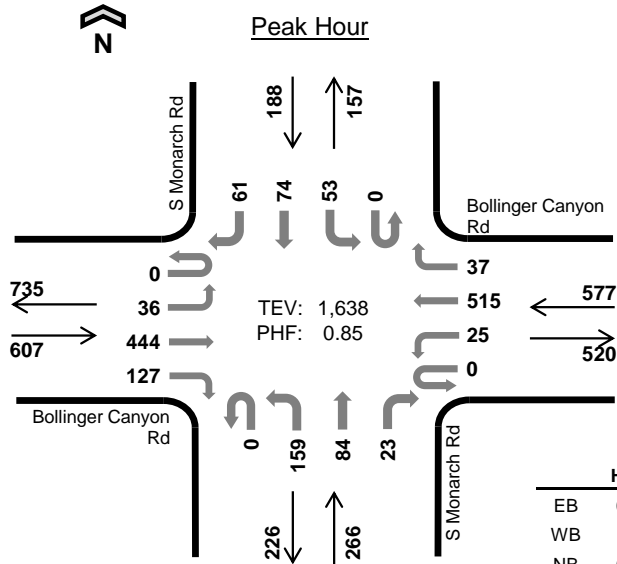 Peak Hour
N
188
157
S Monarch Rd
61
74
53
0
Bollinger Canyon
Rd
0
36
444
127
735
607
TEV: 1,638
PHF: 0.85
37
515
25
0
577
520
Bollinger Canyon
Rd
0
159
84
23
S Monarch Rd
226
266
EB
WB